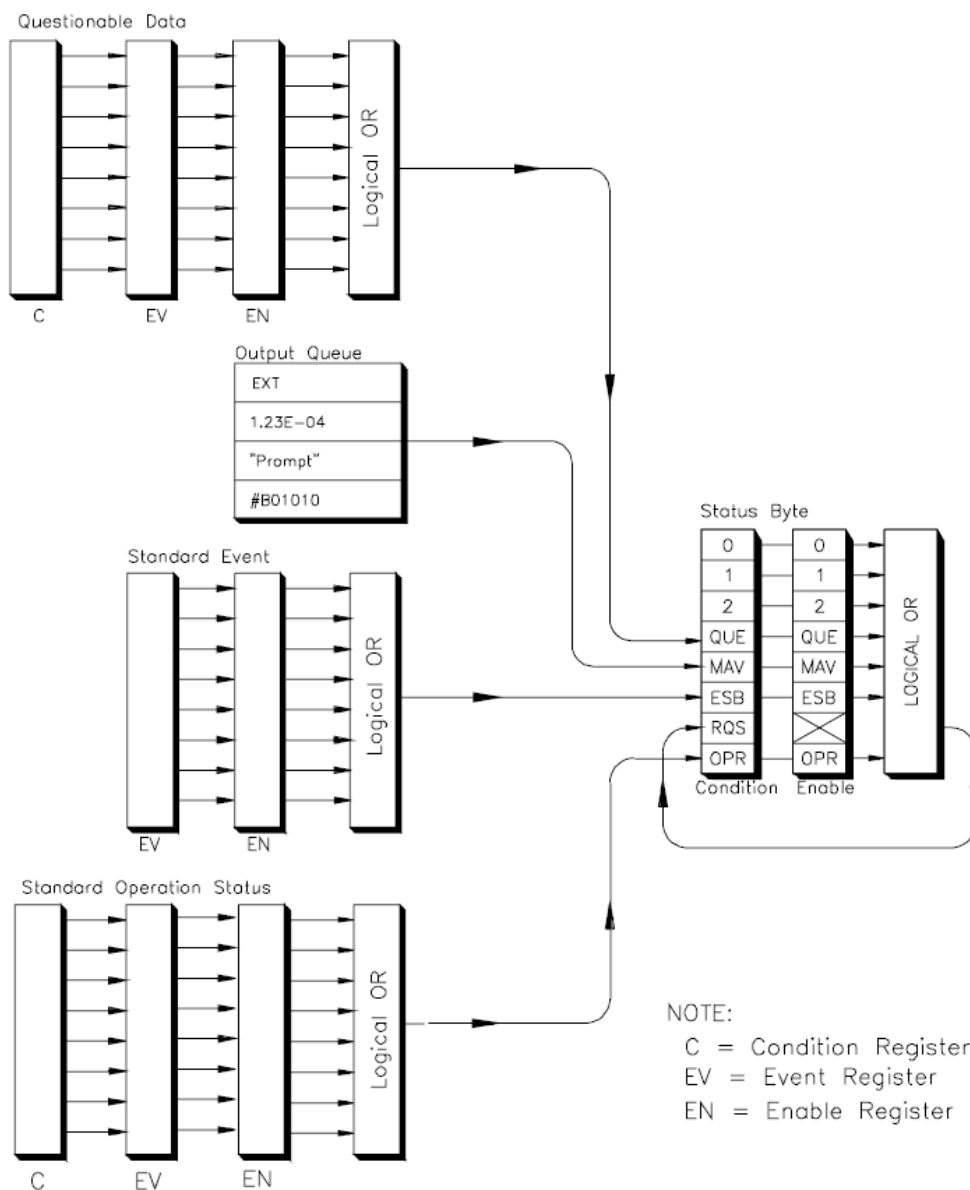 Questionable Data
Logical OR
C
EV
EN
Output Queue
EXT
1.23E-04
"Prompt"
#B01010
Standard Event
Logical OR
EV
EN
Status Byte
0
1
2
QUE
MAV
ESB
RQS
OPR
Condition
0
1
2
QUE
MAV
ESB
OPR
Enable
LOGICAL OR
Standard Operation Status
Logical OR
C
EV
EN
NOTE:
C = Condition Register
EV = Event Register
EN = Enable Register